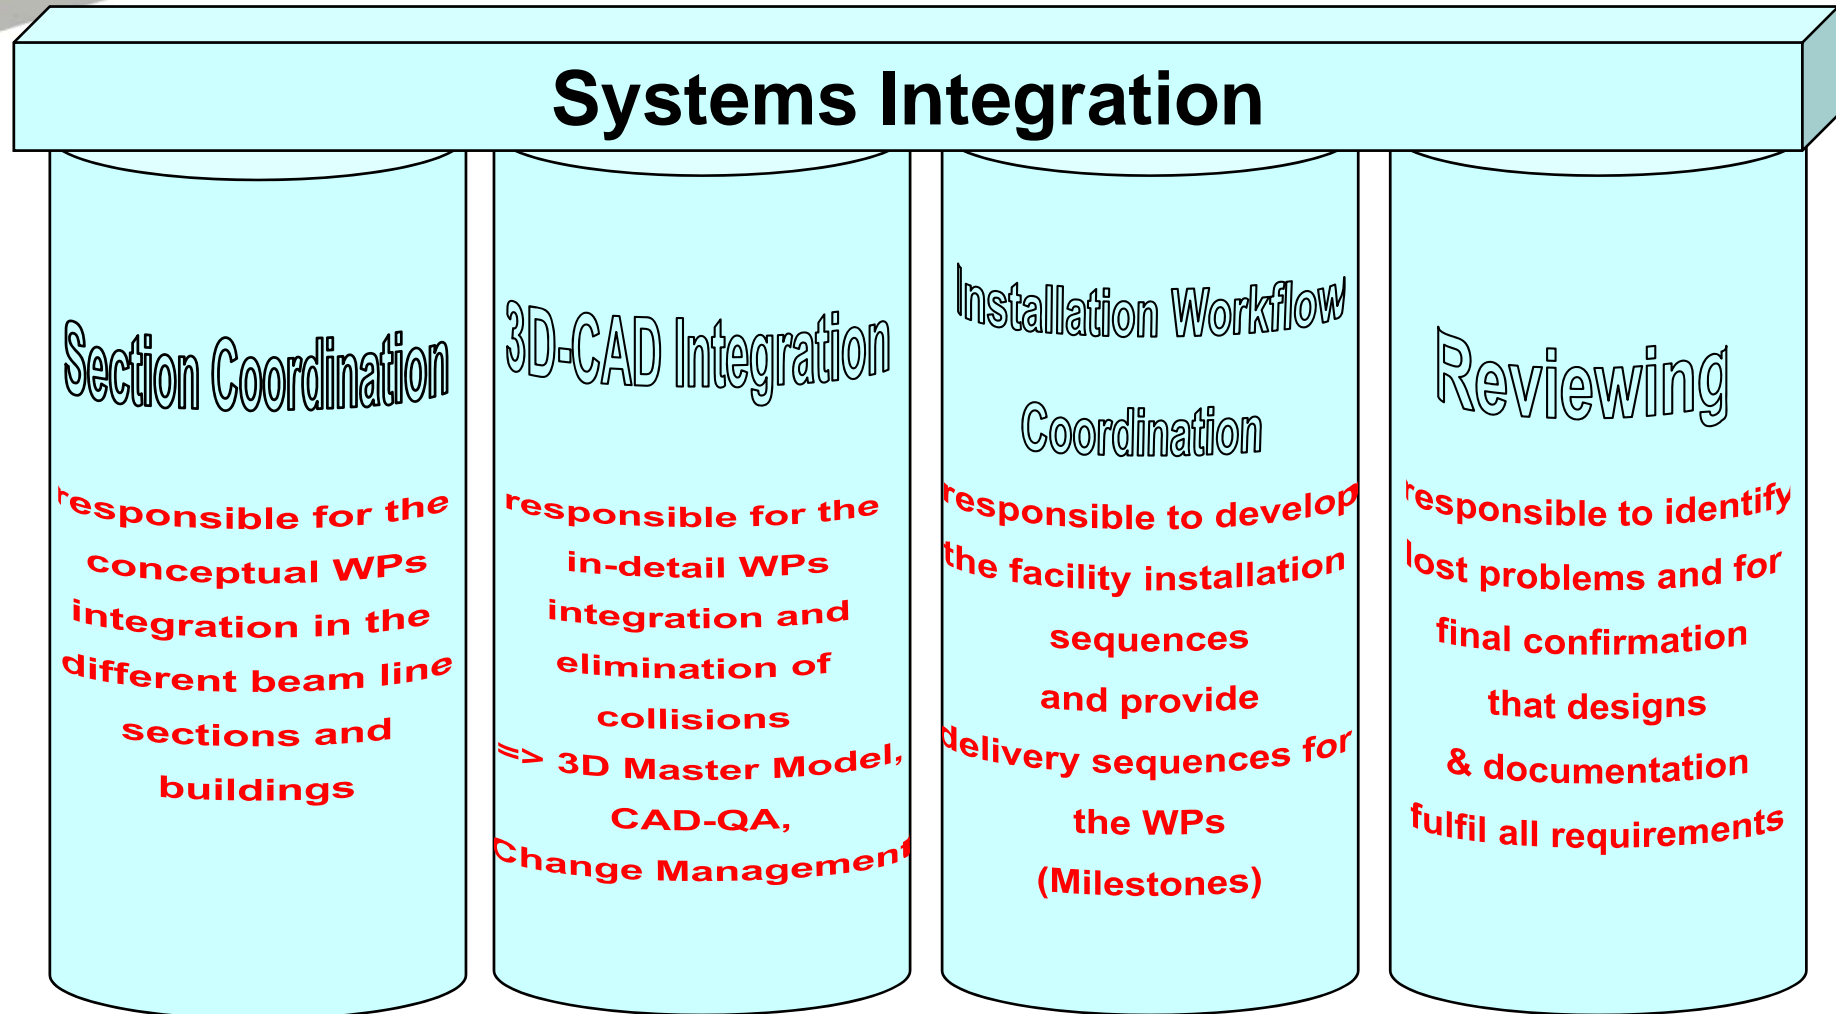 Systems Integration
Section Coordination
responsible for the
conceptual WPs
integration in the
different beam line
sections and
buildings
3D-CAD Integration
responsible for the
in-detail WPs
integration and
elimination of
collisions
=> 3D Master Model,
CAD-QA,
Change Management
Installation Workflow
Coordination
responsible to develop
the facility installation
sequences
and provide
delivery sequences for
the WPs
(Milestones)
Reviewing
responsible to identify
lost problems and for
final confirmation
that designs
& documentation
fulfil all requirements